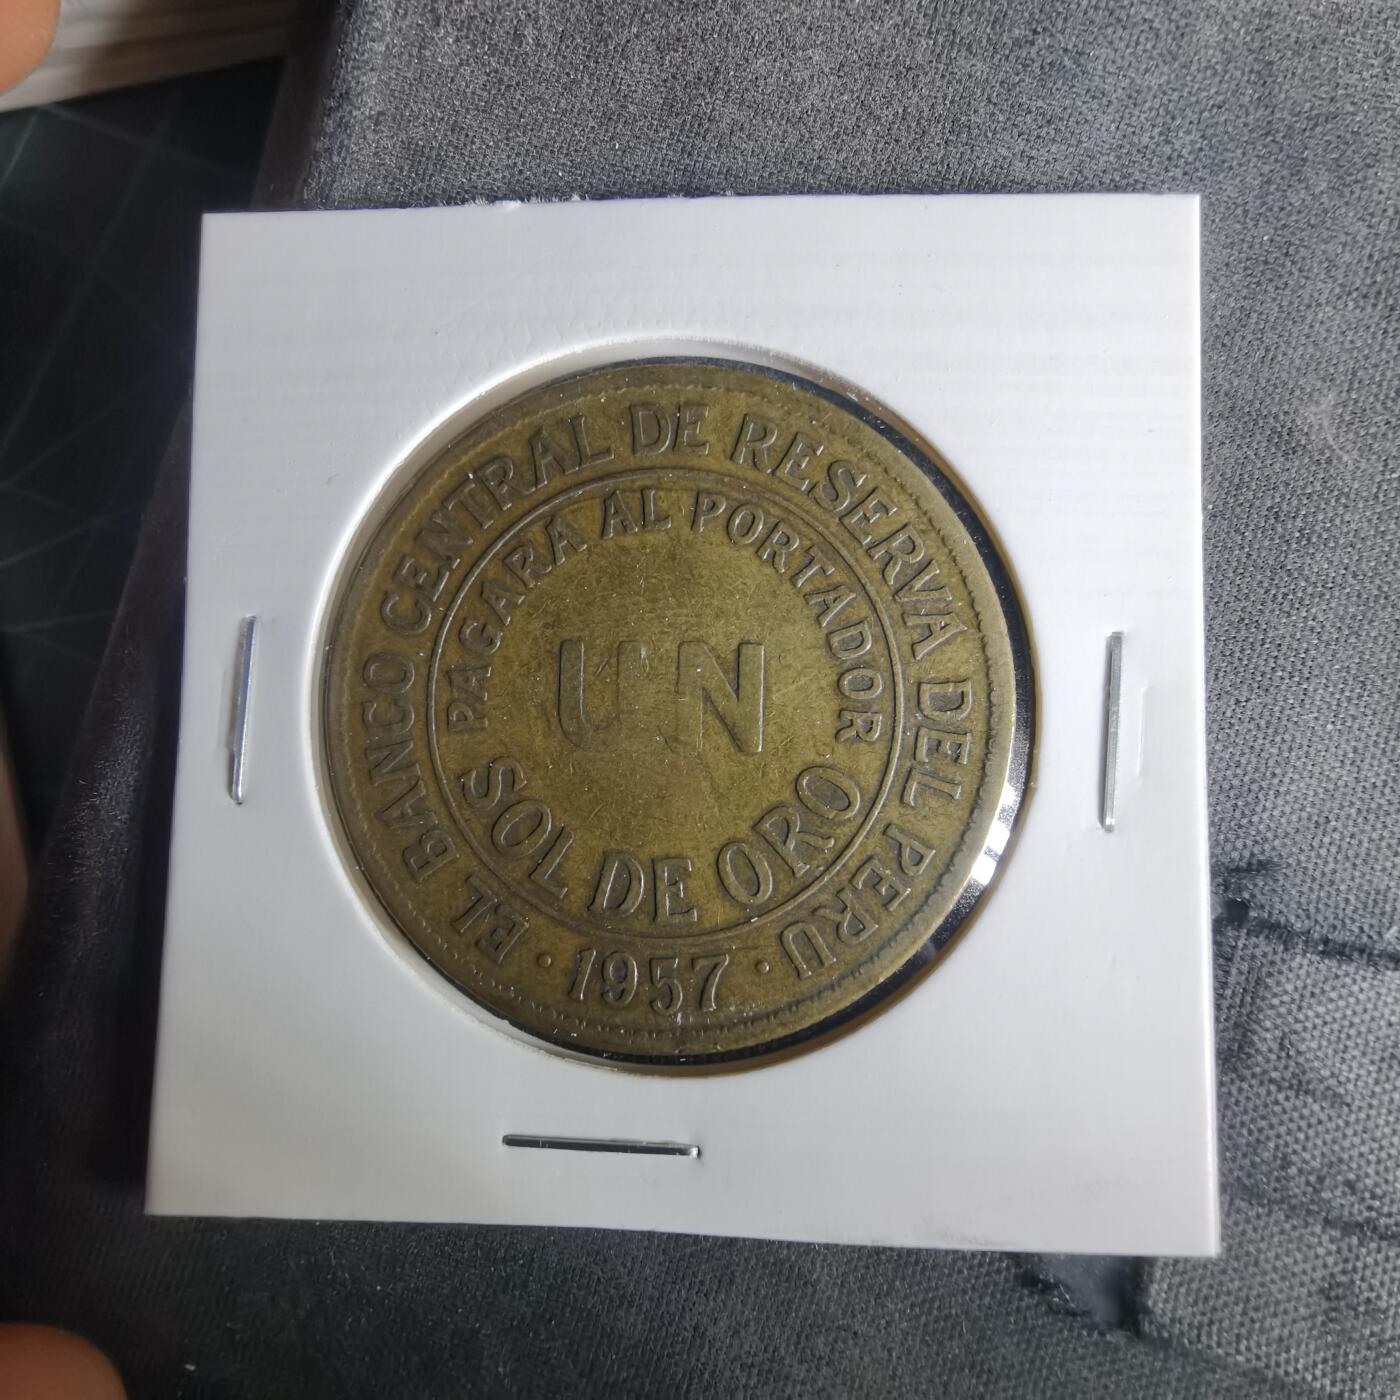 EL BANCO CENTRAL DE RESERVA DEL PERU
PAGARA AL PORTADOR
UN
SOL DE ORO
· 1957 ·